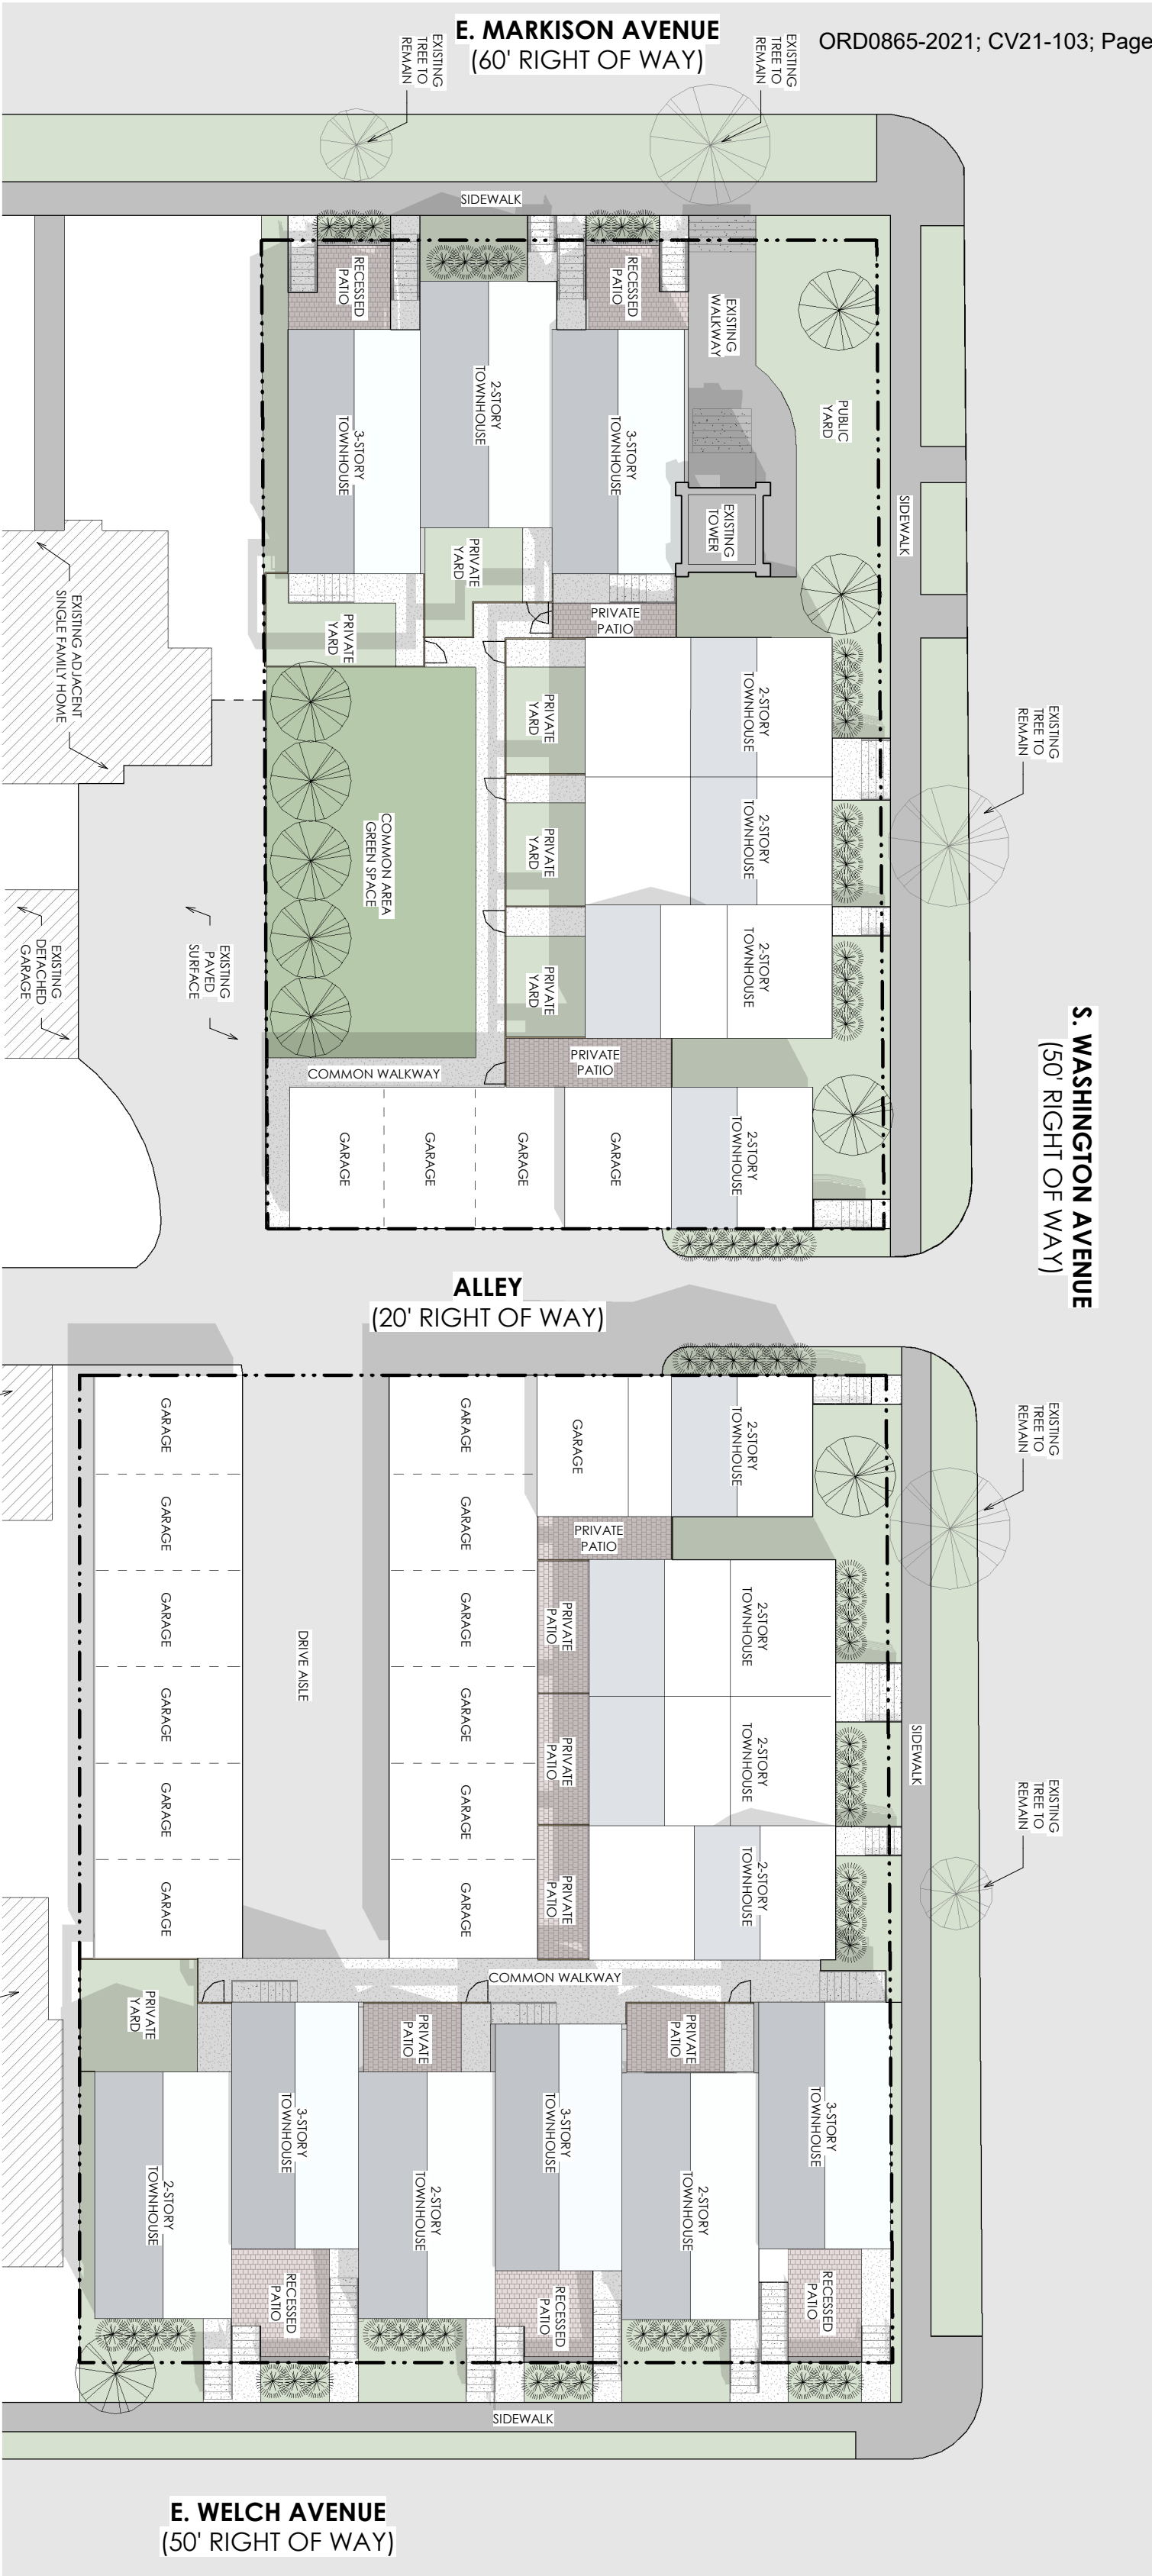 E. MARKISON AVENUE
(60' RIGHT OF WAY)
ORD0865-2021; CV21-103; Page
EXISTING
TREE TO
REMAIN
EXISTING
TREE TO
REMAIN
SIDEWALK
RECESSED
PATIO
RECESSED
PATIO
EXISTING
WALKWAY
PUBLIC
YARD
3-STORY
TOWNHOUSE
2-STORY
TOWNHOUSE
3-STORY
TOWNHOUSE
EXISTING
TOWER
SIDEWALK
PRIVATE
YARD
PRIVATE
YARD
PRIVATE
PATIO
EXISTING ADJACENT
SINGLE FAMILY HOME
PRIVATE
YARD
2-STORY
TOWNHOUSE
EXISTING
TREE TO
REMAIN
COMMON AREA
GREEN SPACE
PRIVATE
YARD
2-STORY
TOWNHOUSE
EXISTING
DETACHED
GARAGE
EXISTING
PAVED
SURFACE
PRIVATE
YARD
2-STORY
TOWNHOUSE
S. WASHINGTON AVENUE
(50' RIGHT OF WAY)
COMMON WALKWAY
PRIVATE
PATIO
GARAGE
GARAGE
GARAGE
GARAGE
2-STORY
TOWNHOUSE
ALLEY
(20' RIGHT OF WAY)
GARAGE
GARAGE
GARAGE
2-STORY
TOWNHOUSE
EXISTING
TREE TO
REMAIN
GARAGE
GARAGE
PRIVATE
PATIO
GARAGE
DRIVE AISLE
GARAGE
PRIVATE
PATIO
2-STORY
TOWNHOUSE
GARAGE
GARAGE
PRIVATE
PATIO
2-STORY
TOWNHOUSE
SIDEWALK
EXISTING
TREE TO
REMAIN
GARAGE
GARAGE
GARAGE
GARAGE
PRIVATE
PATIO
2-STORY
TOWNHOUSE
COMMON WALKWAY
PRIVATE
YARD
PRIVATE
PATIO
PRIVATE
PATIO
2-STORY
TOWNHOUSE
3-STORY
TOWNHOUSE
2-STORY
TOWNHOUSE
3-STORY
TOWNHOUSE
2-STORY
TOWNHOUSE
3-STORY
TOWNHOUSE
RECESSED
PATIO
RECESSED
PATIO
RECESSED
PATIO
SIDEWALK
E. WELCH AVENUE
(50' RIGHT OF WAY)